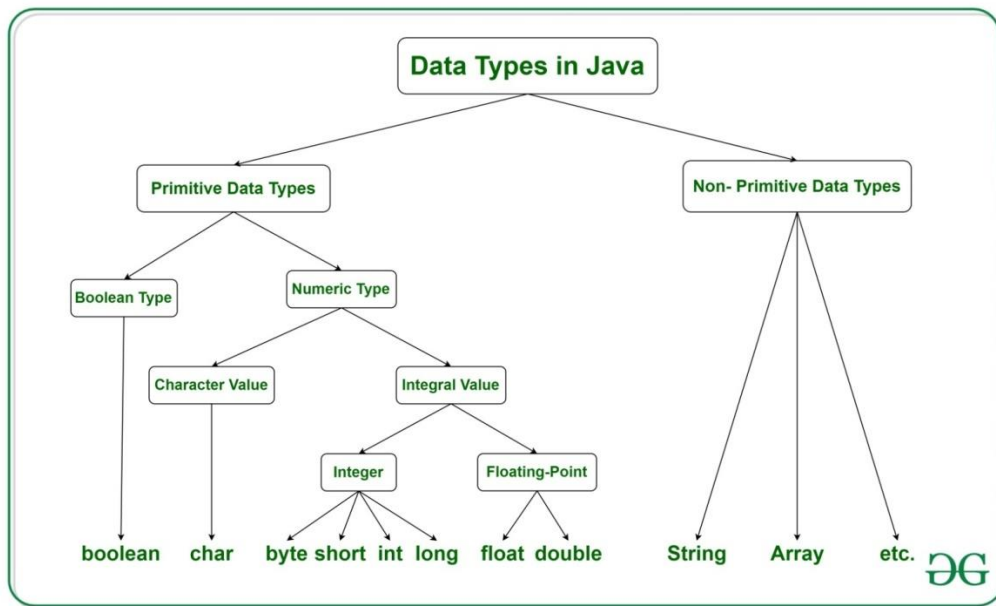 Data Types in Java
Primitive Data Types
Non- Primitive Data Types
Boolean Type
Numeric Type
Character Value
Integral Value
Integer
Floating-Point
boolean
char
byte
short
int
long
float
double
String
Array
etc.